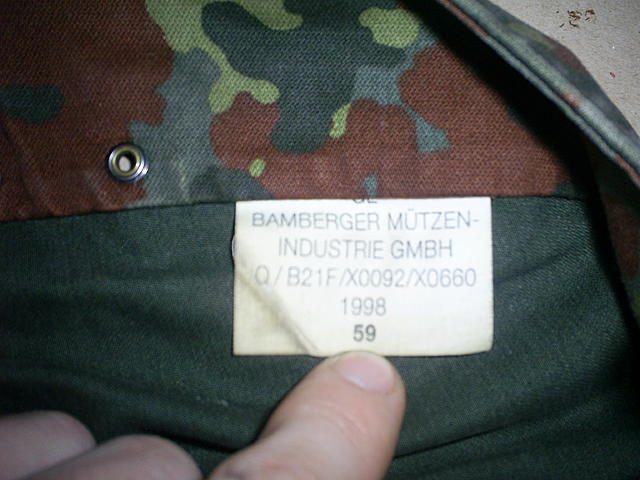 BAMBERGER MÜTZEN-
INDUSTRIE GMBH
Q/B21F/X0092/X0660
1998
59